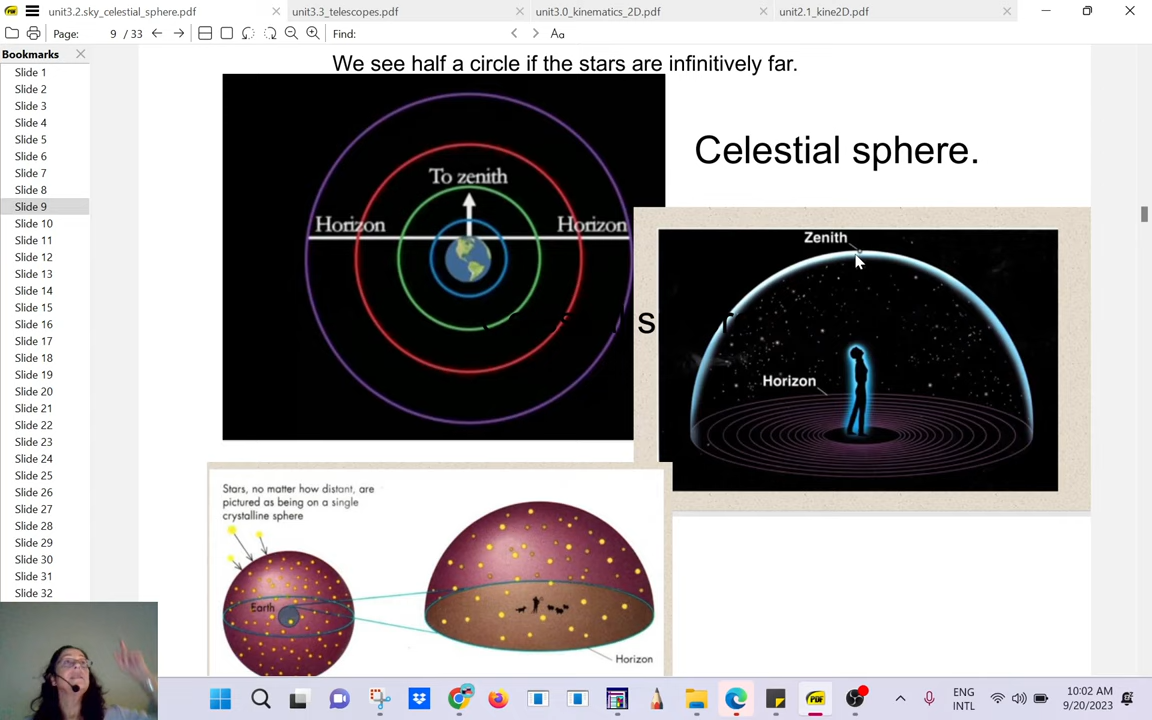 unit3.2.sky_celestial_sphere.pdf
unit3.3_telescopes.pdf
unit3.0_kinematics_2D.pdf
unit2.1_kine2D.pdf
Page: 9 / 33
Find:
Aa
Bookmarks
Slide 1
Slide 2
Slide 3
Slide 4
Slide 5
Slide 6
Slide 7
Slide 8
Slide 9
Slide 10
Slide 11
Slide 12
Slide 13
Slide 14
Slide 15
Slide 16
Slide 17
Slide 18
Slide 19
Slide 20
Slide 21
Slide 22
Slide 23
Slide 24
Slide 25
Slide 26
Slide 27
Slide 28
Slide 29
Slide 30
Slide 31
Slide 32
We see half a circle if the stars are infinitively far.
To zenith
Horizon
Horizon
Celestial sphere.
Zenith
Horizon
Stars, no matter how distant, are
pictured as being on a single
crystalline sphere
Earth
Horizon
ENG
INTL
10:02 AM
9/20/2023